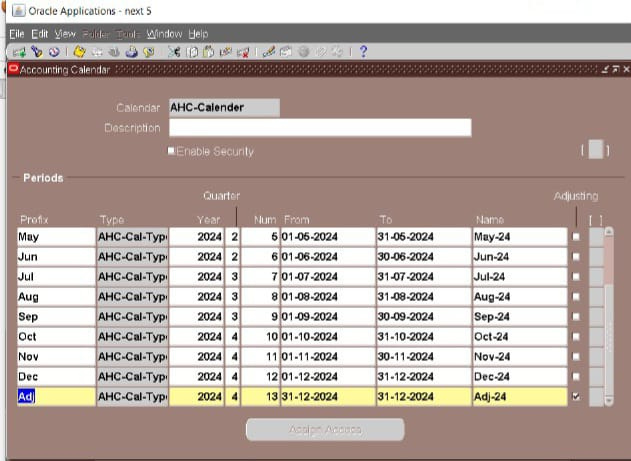 Oracle Applications - next 5
File Edit View Folder Tools Window Help
Accounting Calendar
Calendar AHC-Calender
Description
Enable Security
[ ]
Periods
Quarter Adjusting
Prefix Type Year Num From To Name [ ]
May AHC-Cal-Typ 2024 2 5 01-05-2024 31-05-2024 May-24
Jun AHC-Cal-Typ 2024 2 6 01-06-2024 30-06-2024 Jun-24
Jul AHC-Cal-Typ 2024 3 7 01-07-2024 31-07-2024 Jul-24
Aug AHC-Cal-Typ 2024 3 8 01-08-2024 31-08-2024 Aug-24
Sep AHC-Cal-Typ 2024 3 9 01-09-2024 30-09-2024 Sep-24
Oct AHC-Cal-Typ 2024 4 10 01-10-2024 31-10-2024 Oct-24
Nov AHC-Cal-Typ 2024 4 11 01-11-2024 30-11-2024 Nov-24
Dec AHC-Cal-Typ 2024 4 12 01-12-2024 31-12-2024 Dec-24
Adj AHC-Cal-Typ 2024 4 13 31-12-2024 31-12-2024 Adj-24
Assign Access